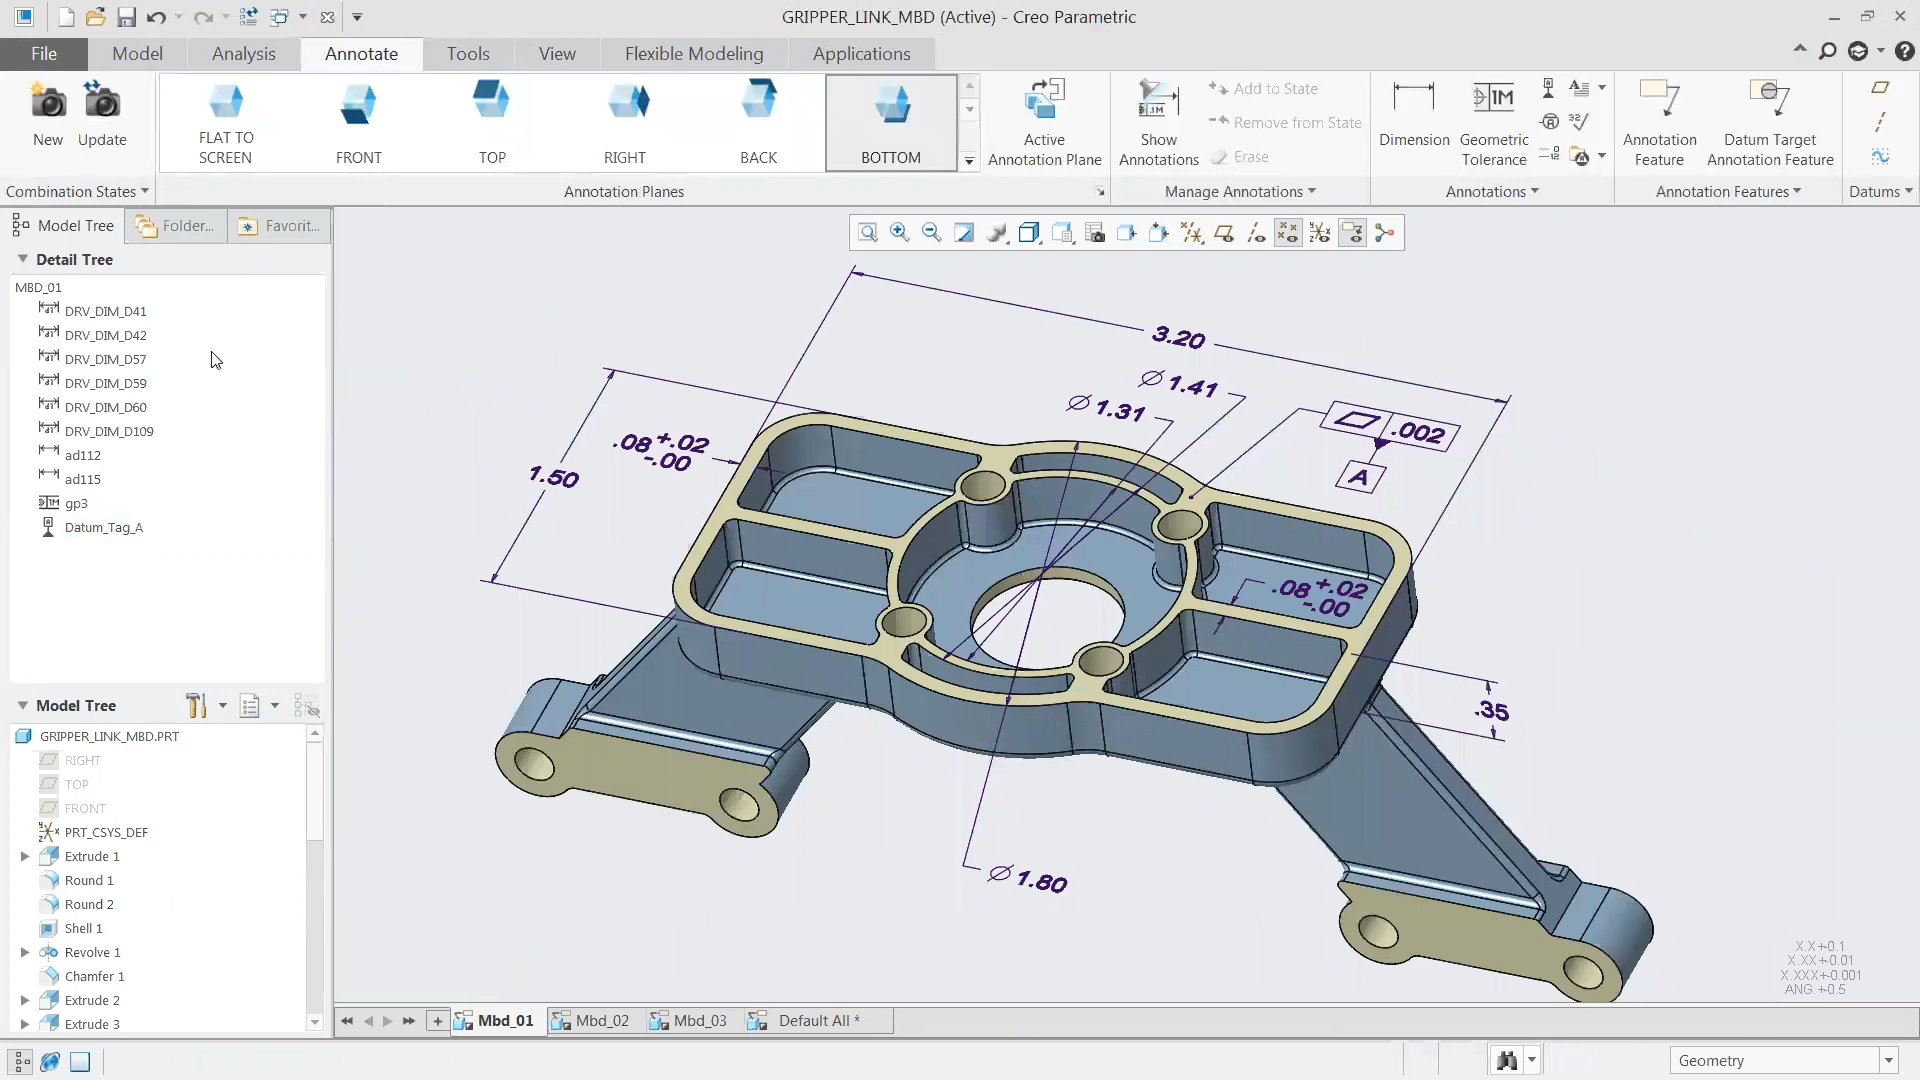 GRIPPER_LINK_MBD (Active) - Creo Parametric
File
Model
Analysis
Annotate
Tools
View
Flexible Modeling
Applications
New
Update
FLAT TO
SCREEN
FRONT
TOP
RIGHT
BACK
BOTTOM
Active
Annotation Plane
Show
Annotations
Add to State
Remove from State
Erase
Dimension
Geometric
Tolerance
Annotation
Feature
Datum Target
Annotation Feature
Combination States
Annotation Planes
Manage Annotations
Annotations
Annotation Features
Datums
Model Tree
Folder...
Favorit...
Detail Tree
MBD_01
DRV_DIM_D41
DRV_DIM_D42
DRV_DIM_D57
DRV_DIM_D59
DRV_DIM_D60
DRV_DIM_D109
ad112
ad115
gp3
Datum_Tag_A
Model Tree
GRIPPER_LINK_MBD.PRT
RIGHT
TOP
FRONT
PRT_CSYS_DEF
Extrude 1
Round 1
Round 2
Shell 1
Revolve 1
Chamfer 1
Extrude 2
Extrude 3
3.20
∅ 1.41
∅ 1.31
.002
A
.08 +.02
-.00
1.50
.08 +.02
-.00
.35
∅ 1.80
X.X+-0.1
X.XX+-0.01
X.XXX+-0.001
ANG.+-0.5
Mbd_01
Mbd_02
Mbd_03
Default All *
Geometry